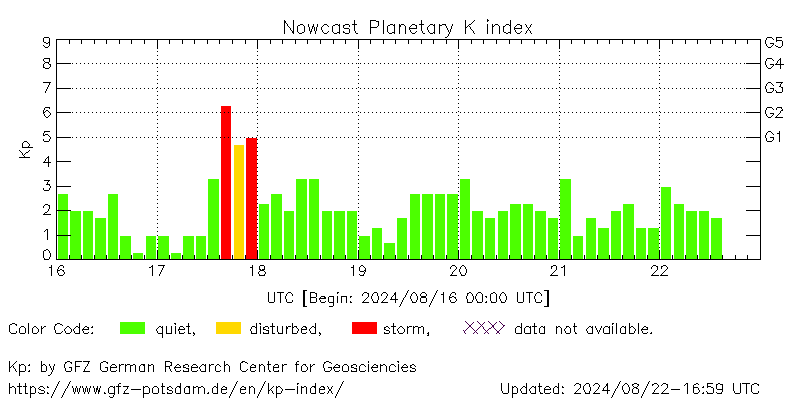 Nowcast Planetary K index
9 G5
8 G4
7 G3
6 G2
5 G1
4
3
2
1
0
Kp
16 17 18 19 20 21 22
UTC [Begin: 2024/08/16 00:00 UTC]
Color Code: quiet, disturbed, storm, data not available.
Kp: by GFZ German Research Center for Geosciencies
https://www.gfz-potsdam.de/en/kp-index/ Updated: 2024/08/22-16:59 UTC